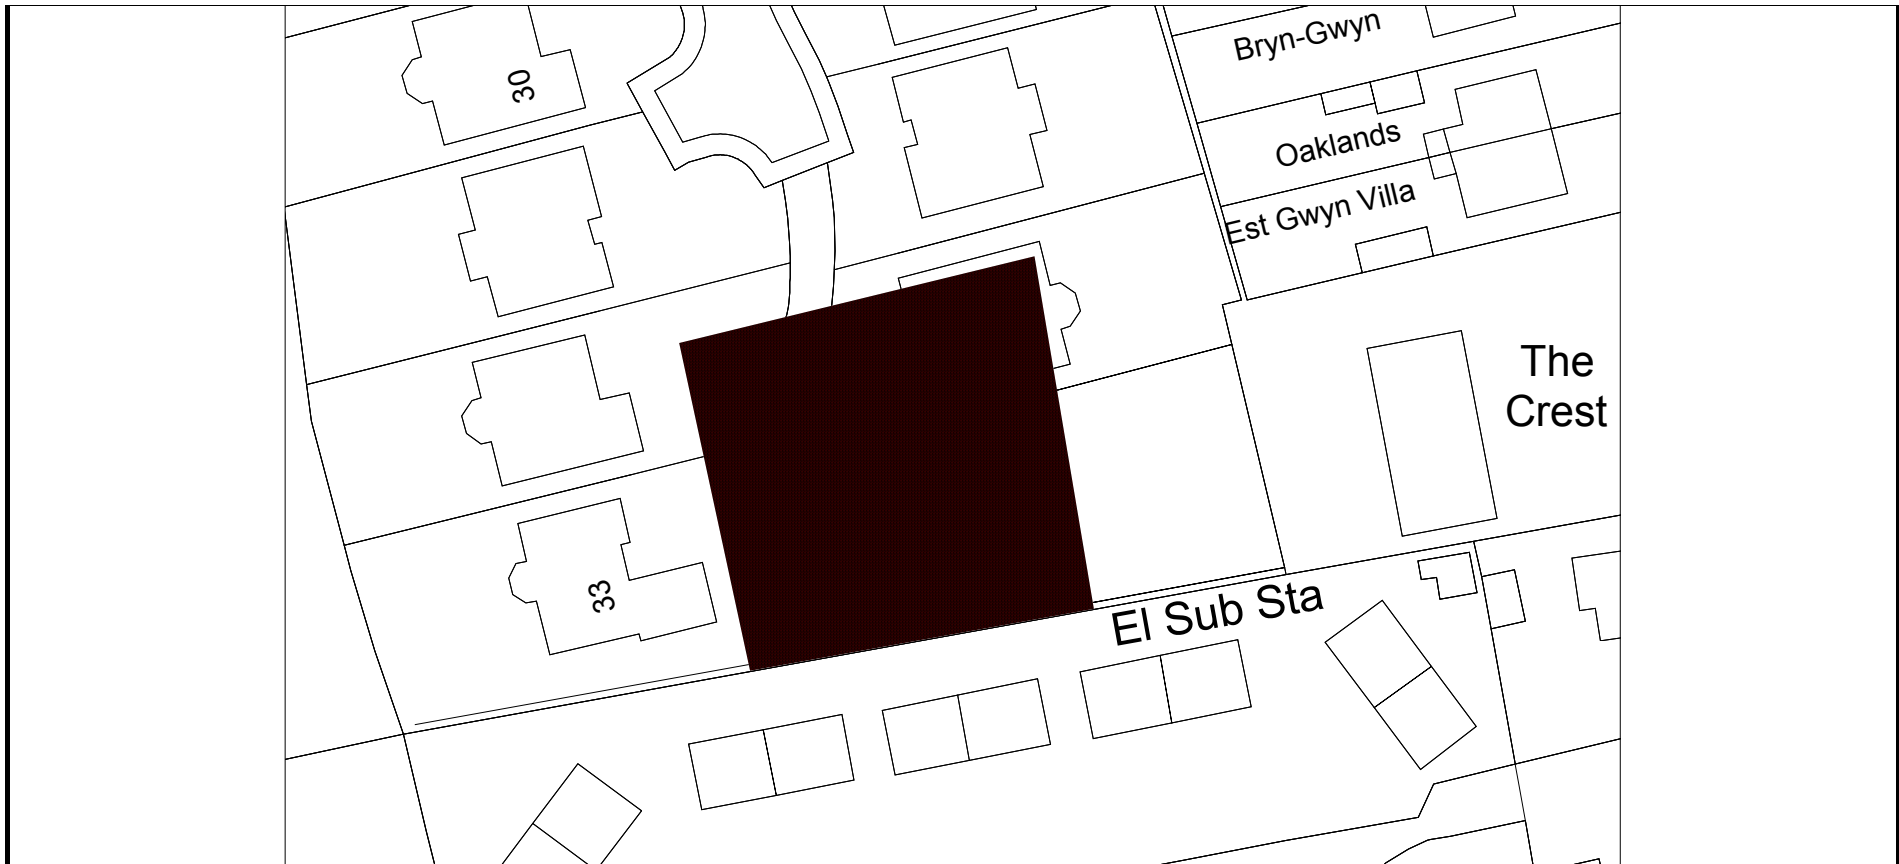 Bryn-Gwyn
30
Oaklands
Est Gwyn Villa
The
Crest
33
El Sub Sta